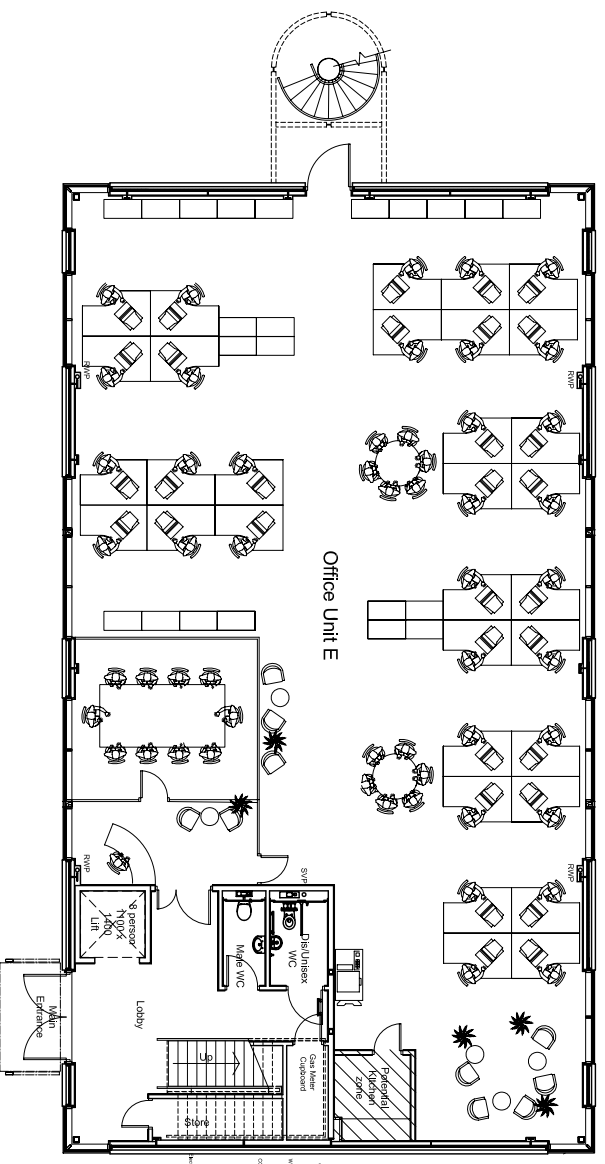 RWP
RWP
Office Unit E
SVP
RWP
RWP
8 person
1100 x
1400
Lift
Male WC
Dis/Unisex
WC
Main
Entrance
Lobby
Up
Gas Meter
Cupboard
Potential
Kitchen
zone
Store